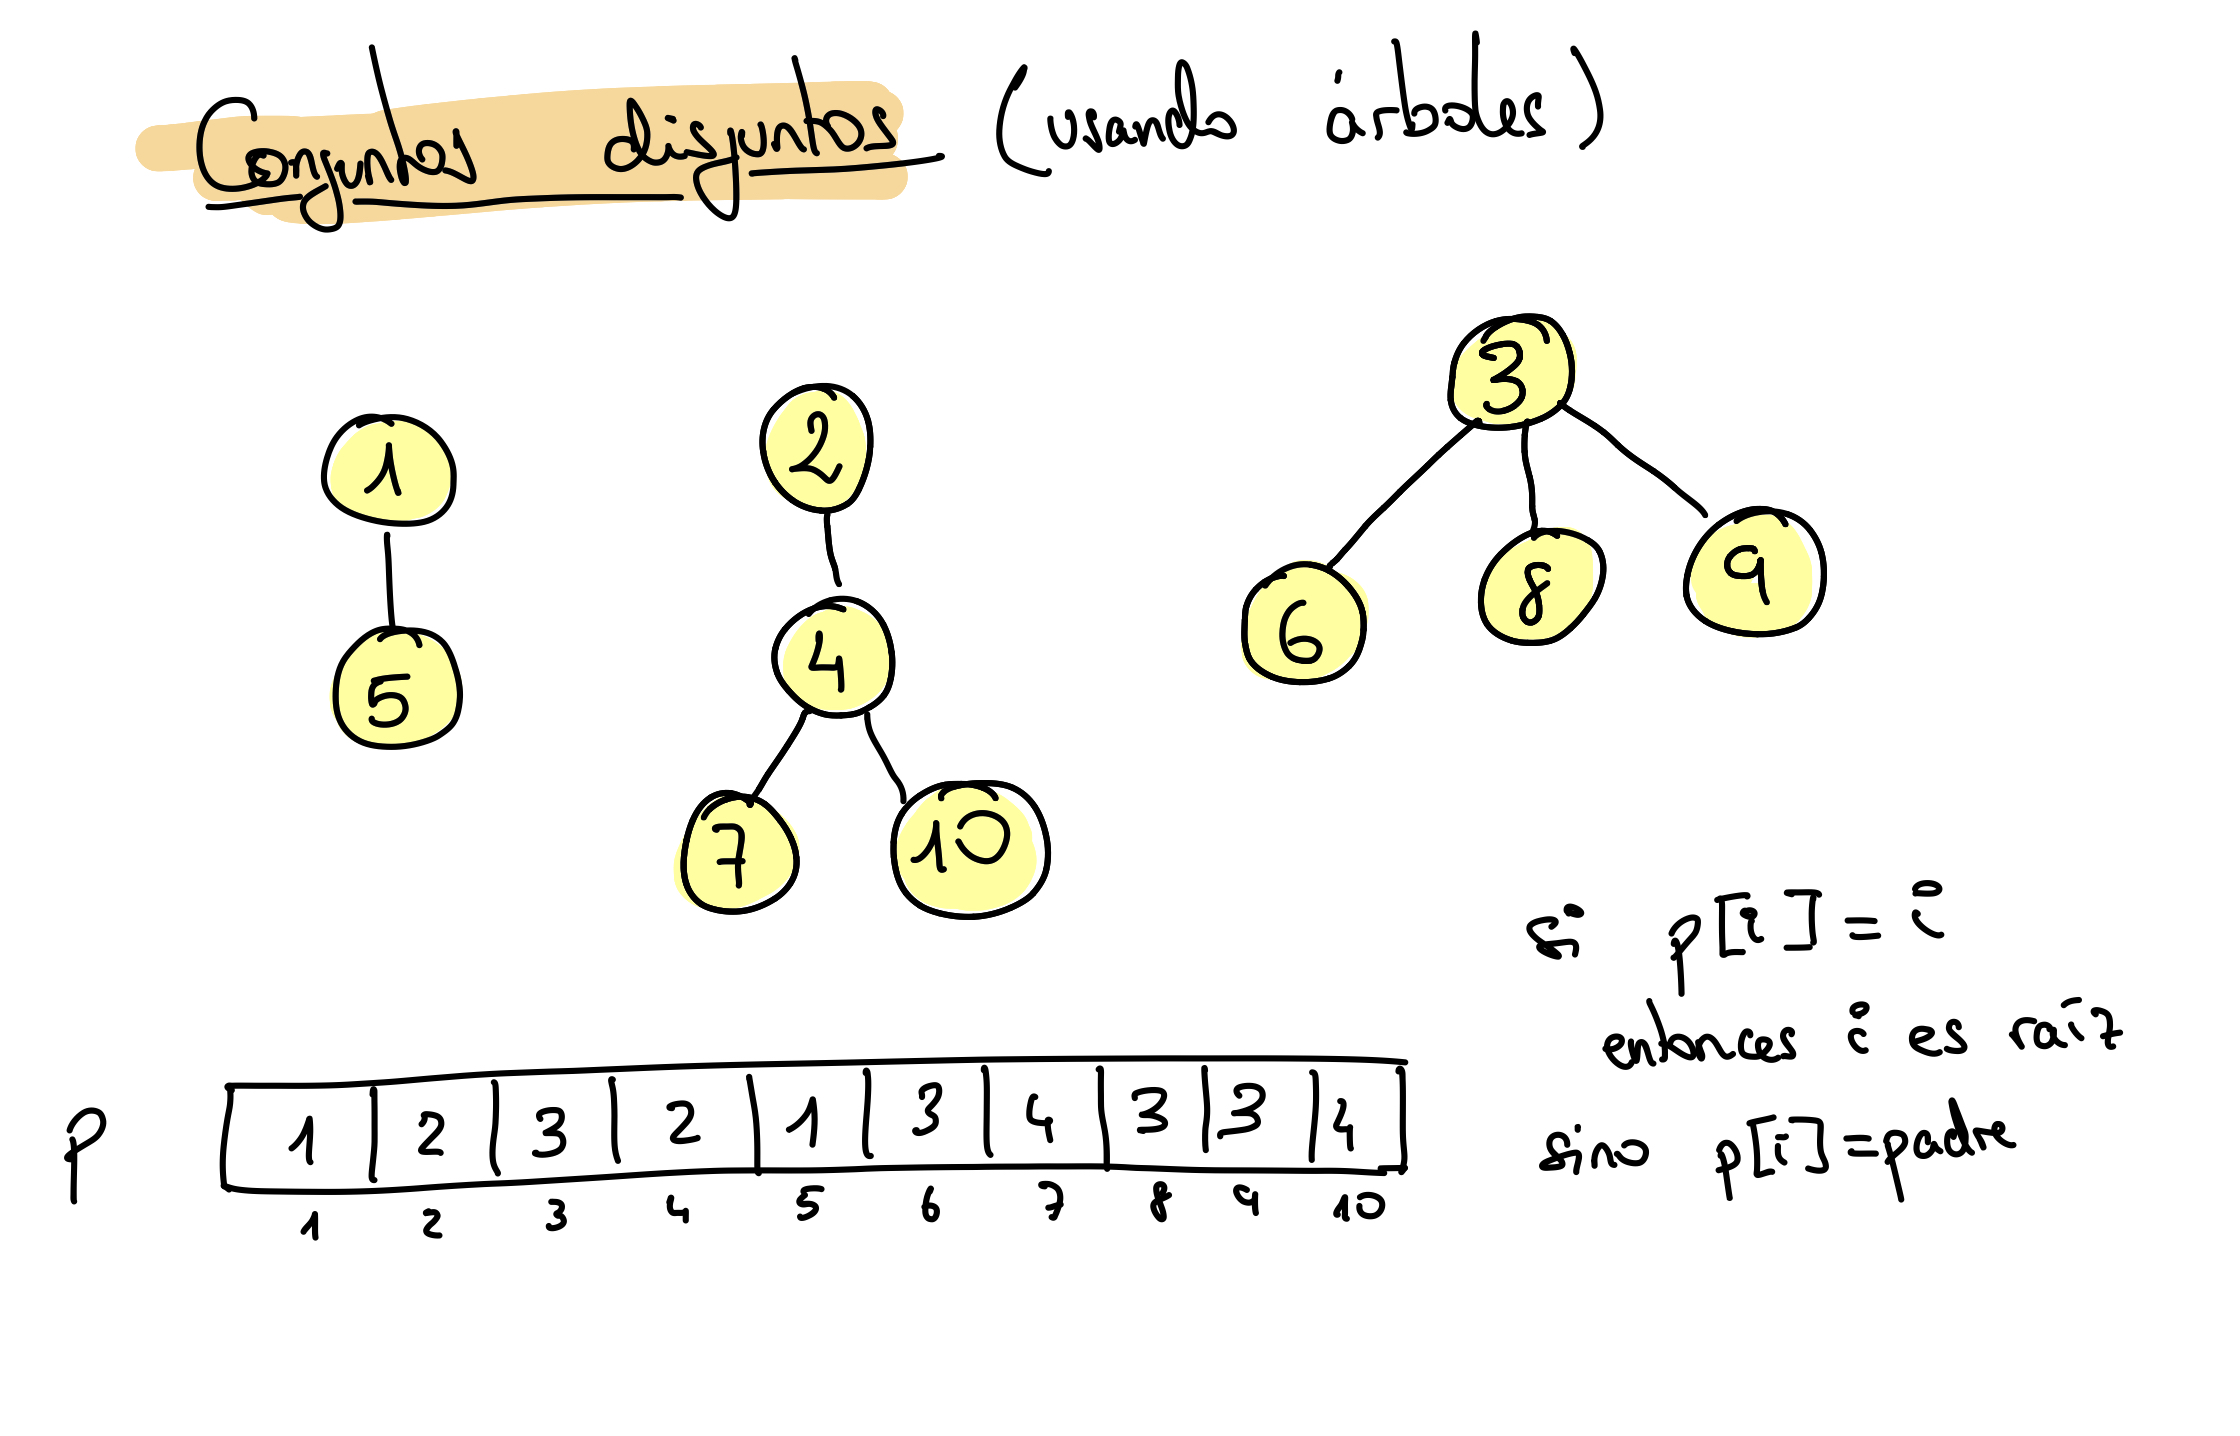 Conjuntos disjuntos (usando árboles)
3
1
2
5
4
6
8
9
7
10
si p[i] = i
entonces i es raíz
sino p[i] = padre
p 1 2 3 2 1 3 4 3 3 4
1 2 3 4 5 6 7 8 9 10